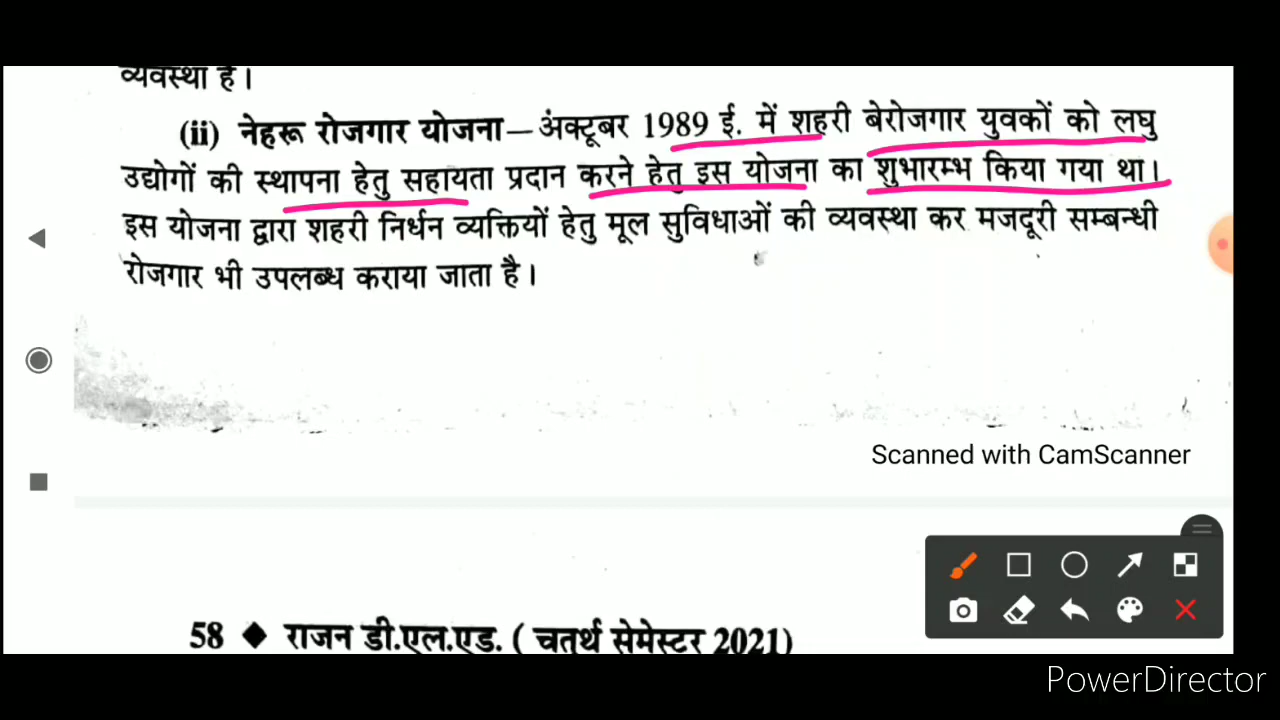 व्यवस्था है।
(ii) नेहरू रोजगार योजना – अंक्टूबर 1989 ई. में शहरी बेरोजगार युवकों को लघु
उद्योगों की स्थापना हेतु सहायता प्रदान करने हेतु इस योजना का शुभारम्भ किया गया था।
इस योजना द्वारा शहरी निर्धन व्यक्तियों हेतु मूल सुविधाओं की व्यवस्था कर मजदूरी सम्बन्धी
रोजगार भी उपलब्ध कराया जाता है।
Scanned with CamScanner
58 ◆ राजन डी.एल.एड. ( चतुर्थ सेमेस्टर 2021)
PowerDirector